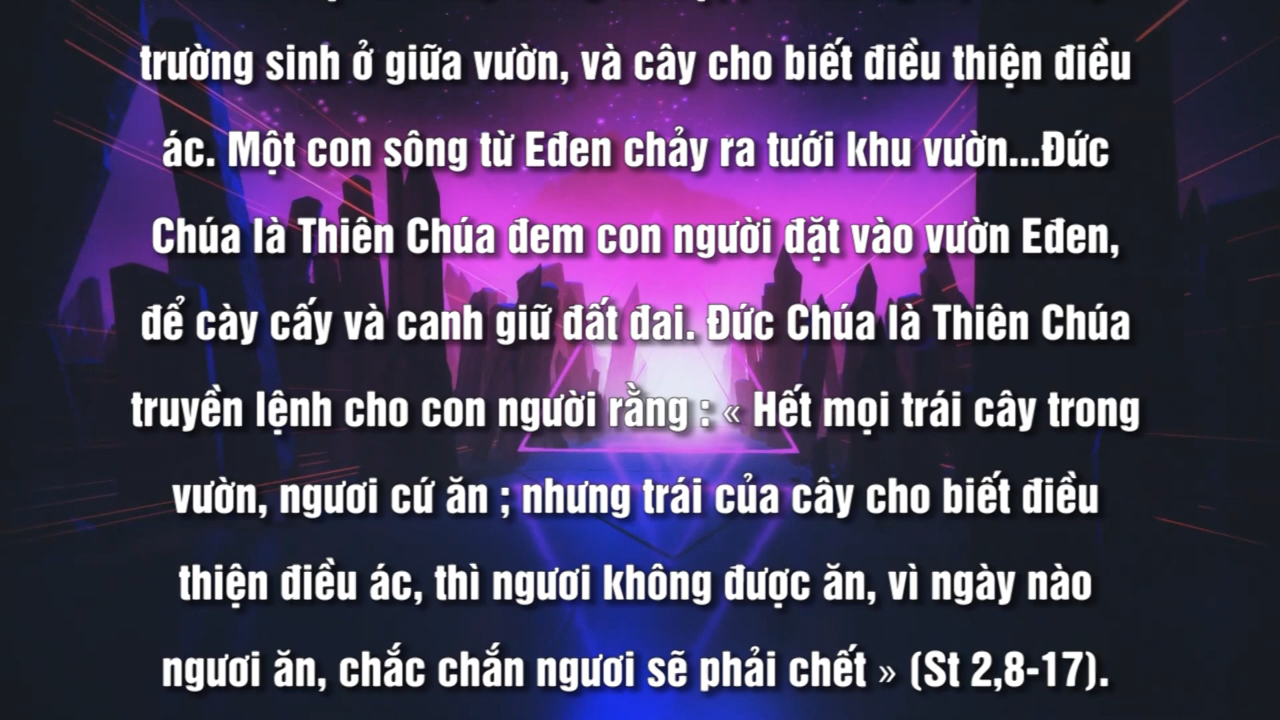 trường sinh ở giữa vườn, và cây cho biết điều thiện điều
ác. Một con sông từ Eđen chảy ra tưới khu vườn...Đức
Chúa là Thiên Chúa đem con người đặt vào vườn Eđen,
để cày cấy và canh giữ đất đai. Đức Chúa là Thiên Chúa
truyền lệnh cho con người rằng : « Hết mọi trái cây trong
vườn, ngươi cứ ăn ; nhưng trái của cây cho biết điều
thiện điều ác, thì ngươi không được ăn, vì ngày nào
ngươi ăn, chắc chắn ngươi sẽ phải chết » (St 2,8-17).